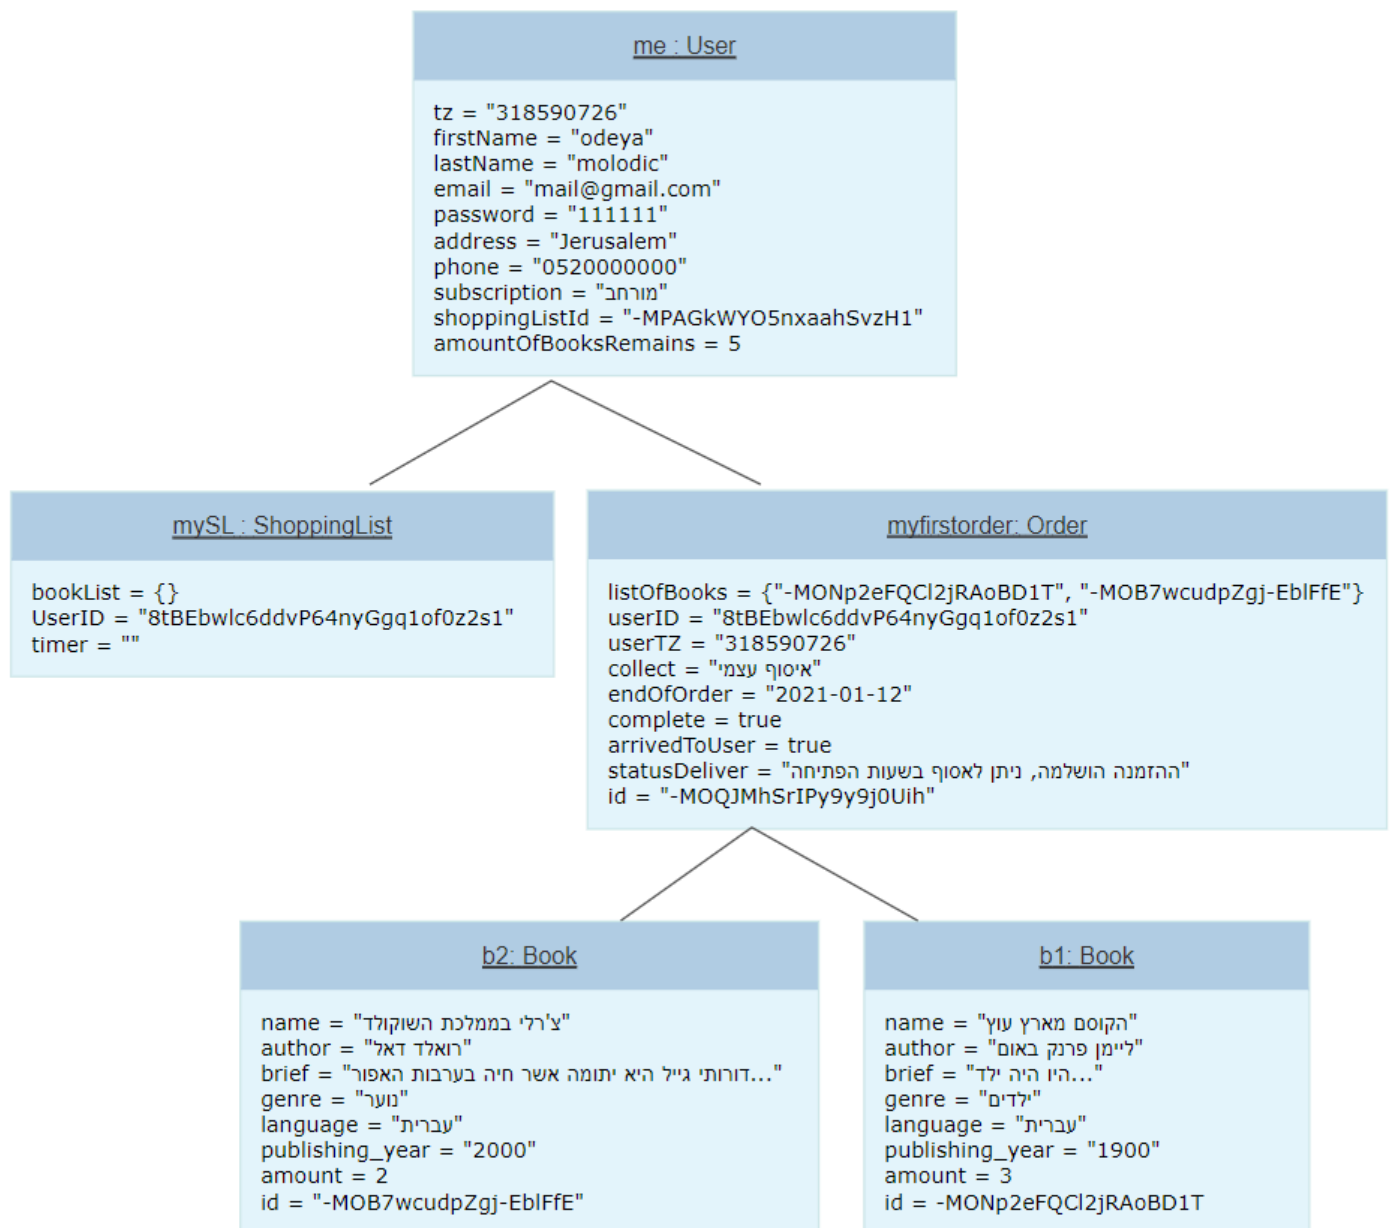 me : User
tz = "318590726"
firstName = "odeya"
lastName = "molodic"
email = "mail@gmail.com"
password = "111111"
address = "Jerusalem"
phone = "0520000000"
subscription = "מורחב"
shoppingListId = "-MPAGkWYO5nxaahSvzH1"
amountOfBooksRemains = 5
mySL : ShoppingList
bookList = {}
UserID = "8tBEbwlc6ddvP64nyGgq1of0z2s1"
timer = ""
myfirstorder: Order
listOfBooks = {"-MONp2eFQCl2jRAoBD1T", "-MOB7wcudpZgj-EblFfE"}
userID = "8tBEbwlc6ddvP64nyGgq1of0z2s1"
userTZ = "318590726"
collect = "איסוף עצמי"
endOfOrder = "2021-01-12"
complete = true
arrivedToUser = true
statusDeliver = "ההזמנה הושלמה, ניתן לאסוף בשעות הפתיחה"
id = "-MOQJMhSrIPy9y9j0Uih"
b2: Book
name = "צ'רלי בממלכת השוקולד"
author = "רואלד דאל"
brief = "דורותי גייל היא יתומה אשר חיה בערבות האפור..."
genre = "נוער"
language = "עברית"
publishing_year = "2000"
amount = 2
id = "-MOB7wcudpZgj-EblFfE"
b1: Book
name = "הקוסם מארץ עוץ"
author = "ליימן פרנק באום"
brief = "היו היה ילד..."
genre = "ילדים"
language = "עברית"
publishing_year = "1900"
amount = 3
id = -MONp2eFQCl2jRAoBD1T